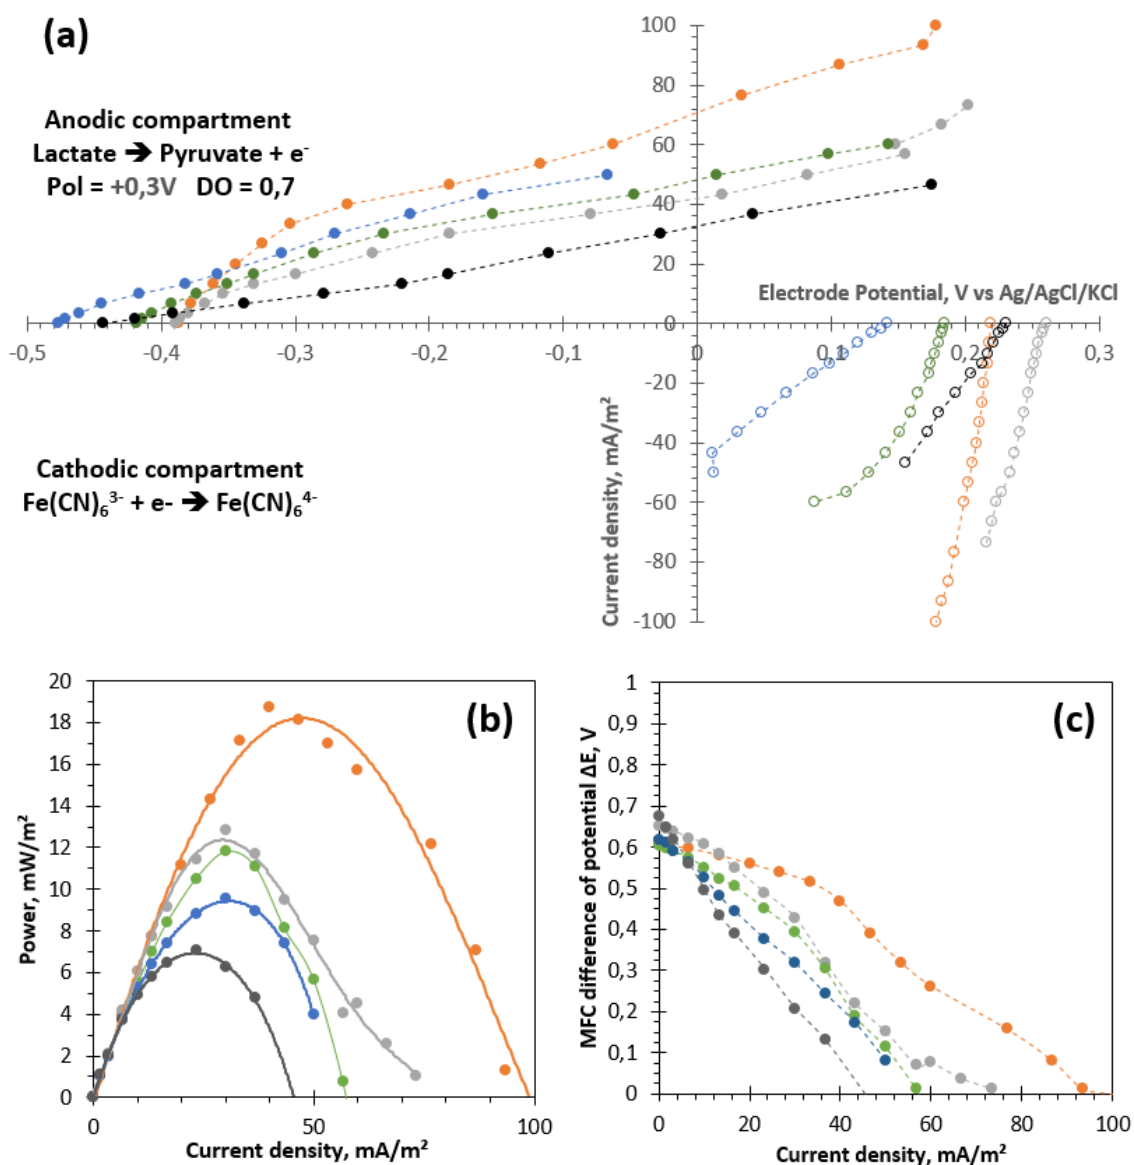 (a)
Anodic compartment
Lactate ➔ Pyruvate + e-
Pol = +0,3V DO = 0,7
100
80
60
40
20
0
-20
-40
-60
-80
-100
Electrode Potential, V vs Ag/AgCl/KCl
-0,5 -0,4 -0,3 -0,2 -0,1 0 0,1 0,2 0,3
Current density, mA/m²
Cathodic compartment
Fe(CN)₆³⁻ + e- ➔ Fe(CN)₆⁴⁻
(b)
20
18
16
14
12
10
8
6
4
2
0
Power, mW/m²
0 50 100
Current density, mA/m²
(c)
1
0,9
0,8
0,7
0,6
0,5
0,4
0,3
0,2
0,1
0
MFC difference of potential ΔE, V
0 20 40 60 80 100
Current density, mA/m²